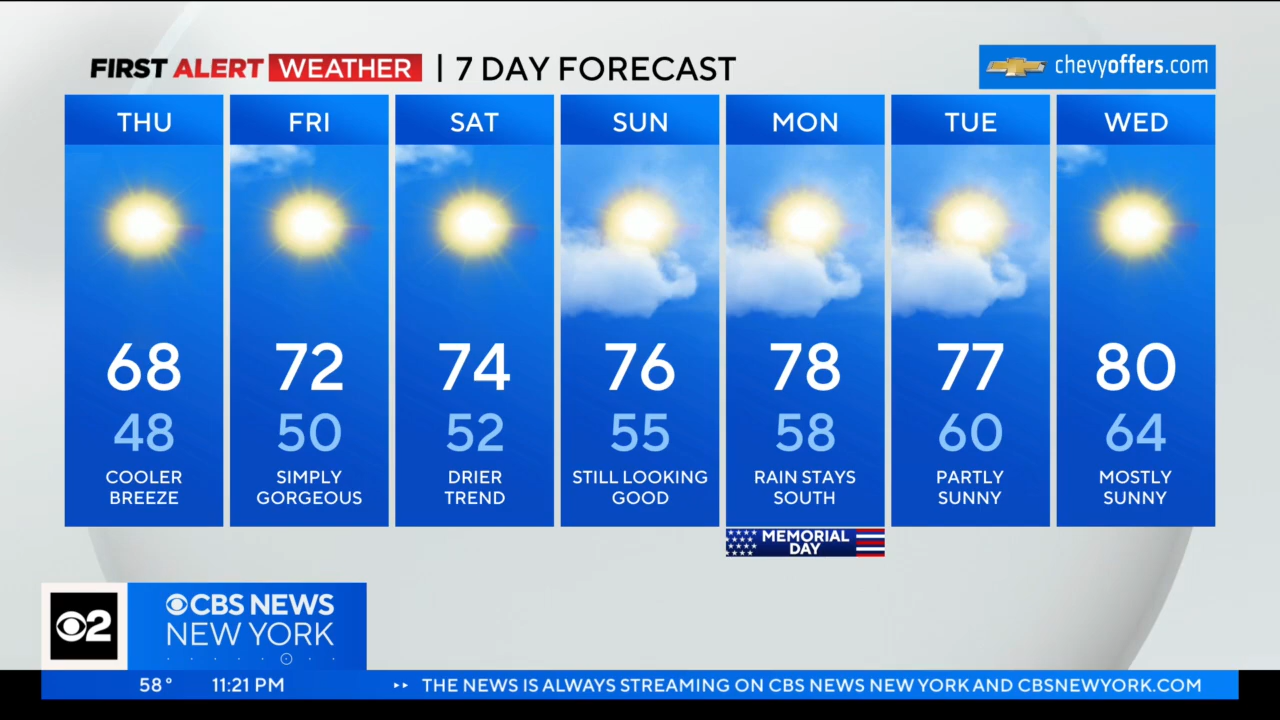 FIRST ALERT WEATHER | 7 DAY FORECAST
chevyoffers.com
THU
FRI
SAT
SUN
MON
TUE
WED
68
72
74
76
78
77
80
48
50
52
55
58
60
64
COOLER
BREEZE
SIMPLY
GORGEOUS
DRIER
TREND
STILL LOOKING
GOOD
RAIN STAYS
SOUTH
PARTLY
SUNNY
MOSTLY
SUNNY
MEMORIAL
DAY
2
CBS NEWS
NEW YORK
58° 11:21 PM
THE NEWS IS ALWAYS STREAMING ON CBS NEWS NEW YORK AND CBSNEWYORK.COM